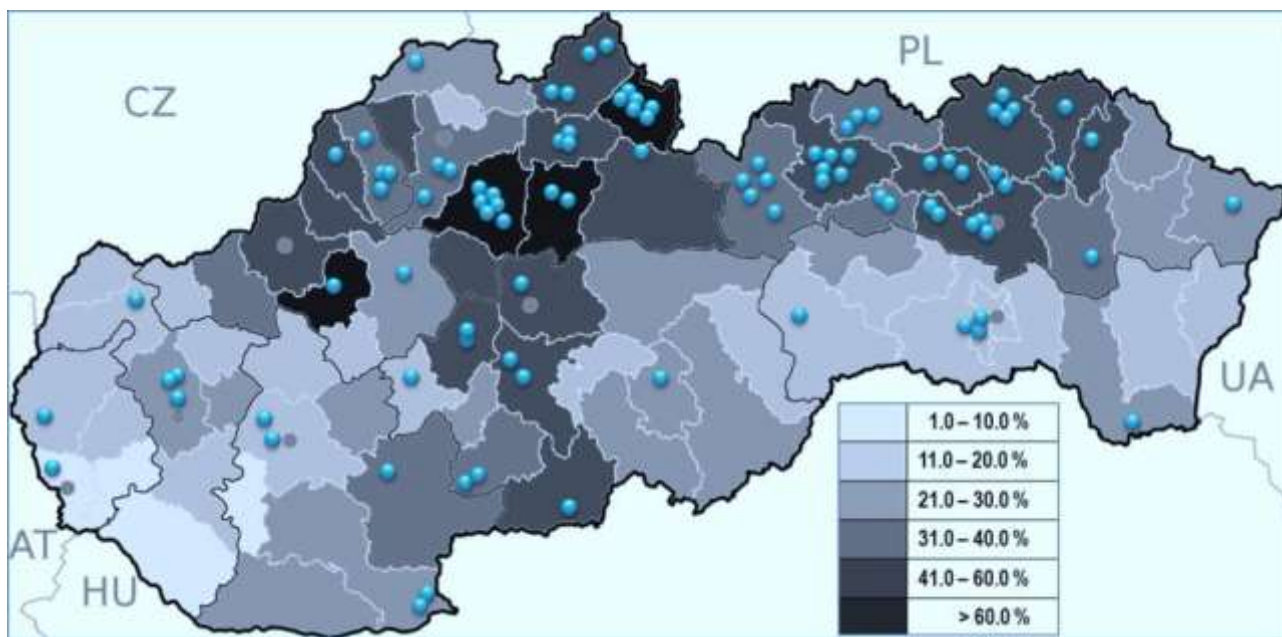 PL
CZ
UA
1.0 – 10.0 %
11.0 – 20.0 %
21.0 – 30.0 %
31.0 – 40.0 %
41.0 – 60.0 %
> 60.0 %
AT
HU